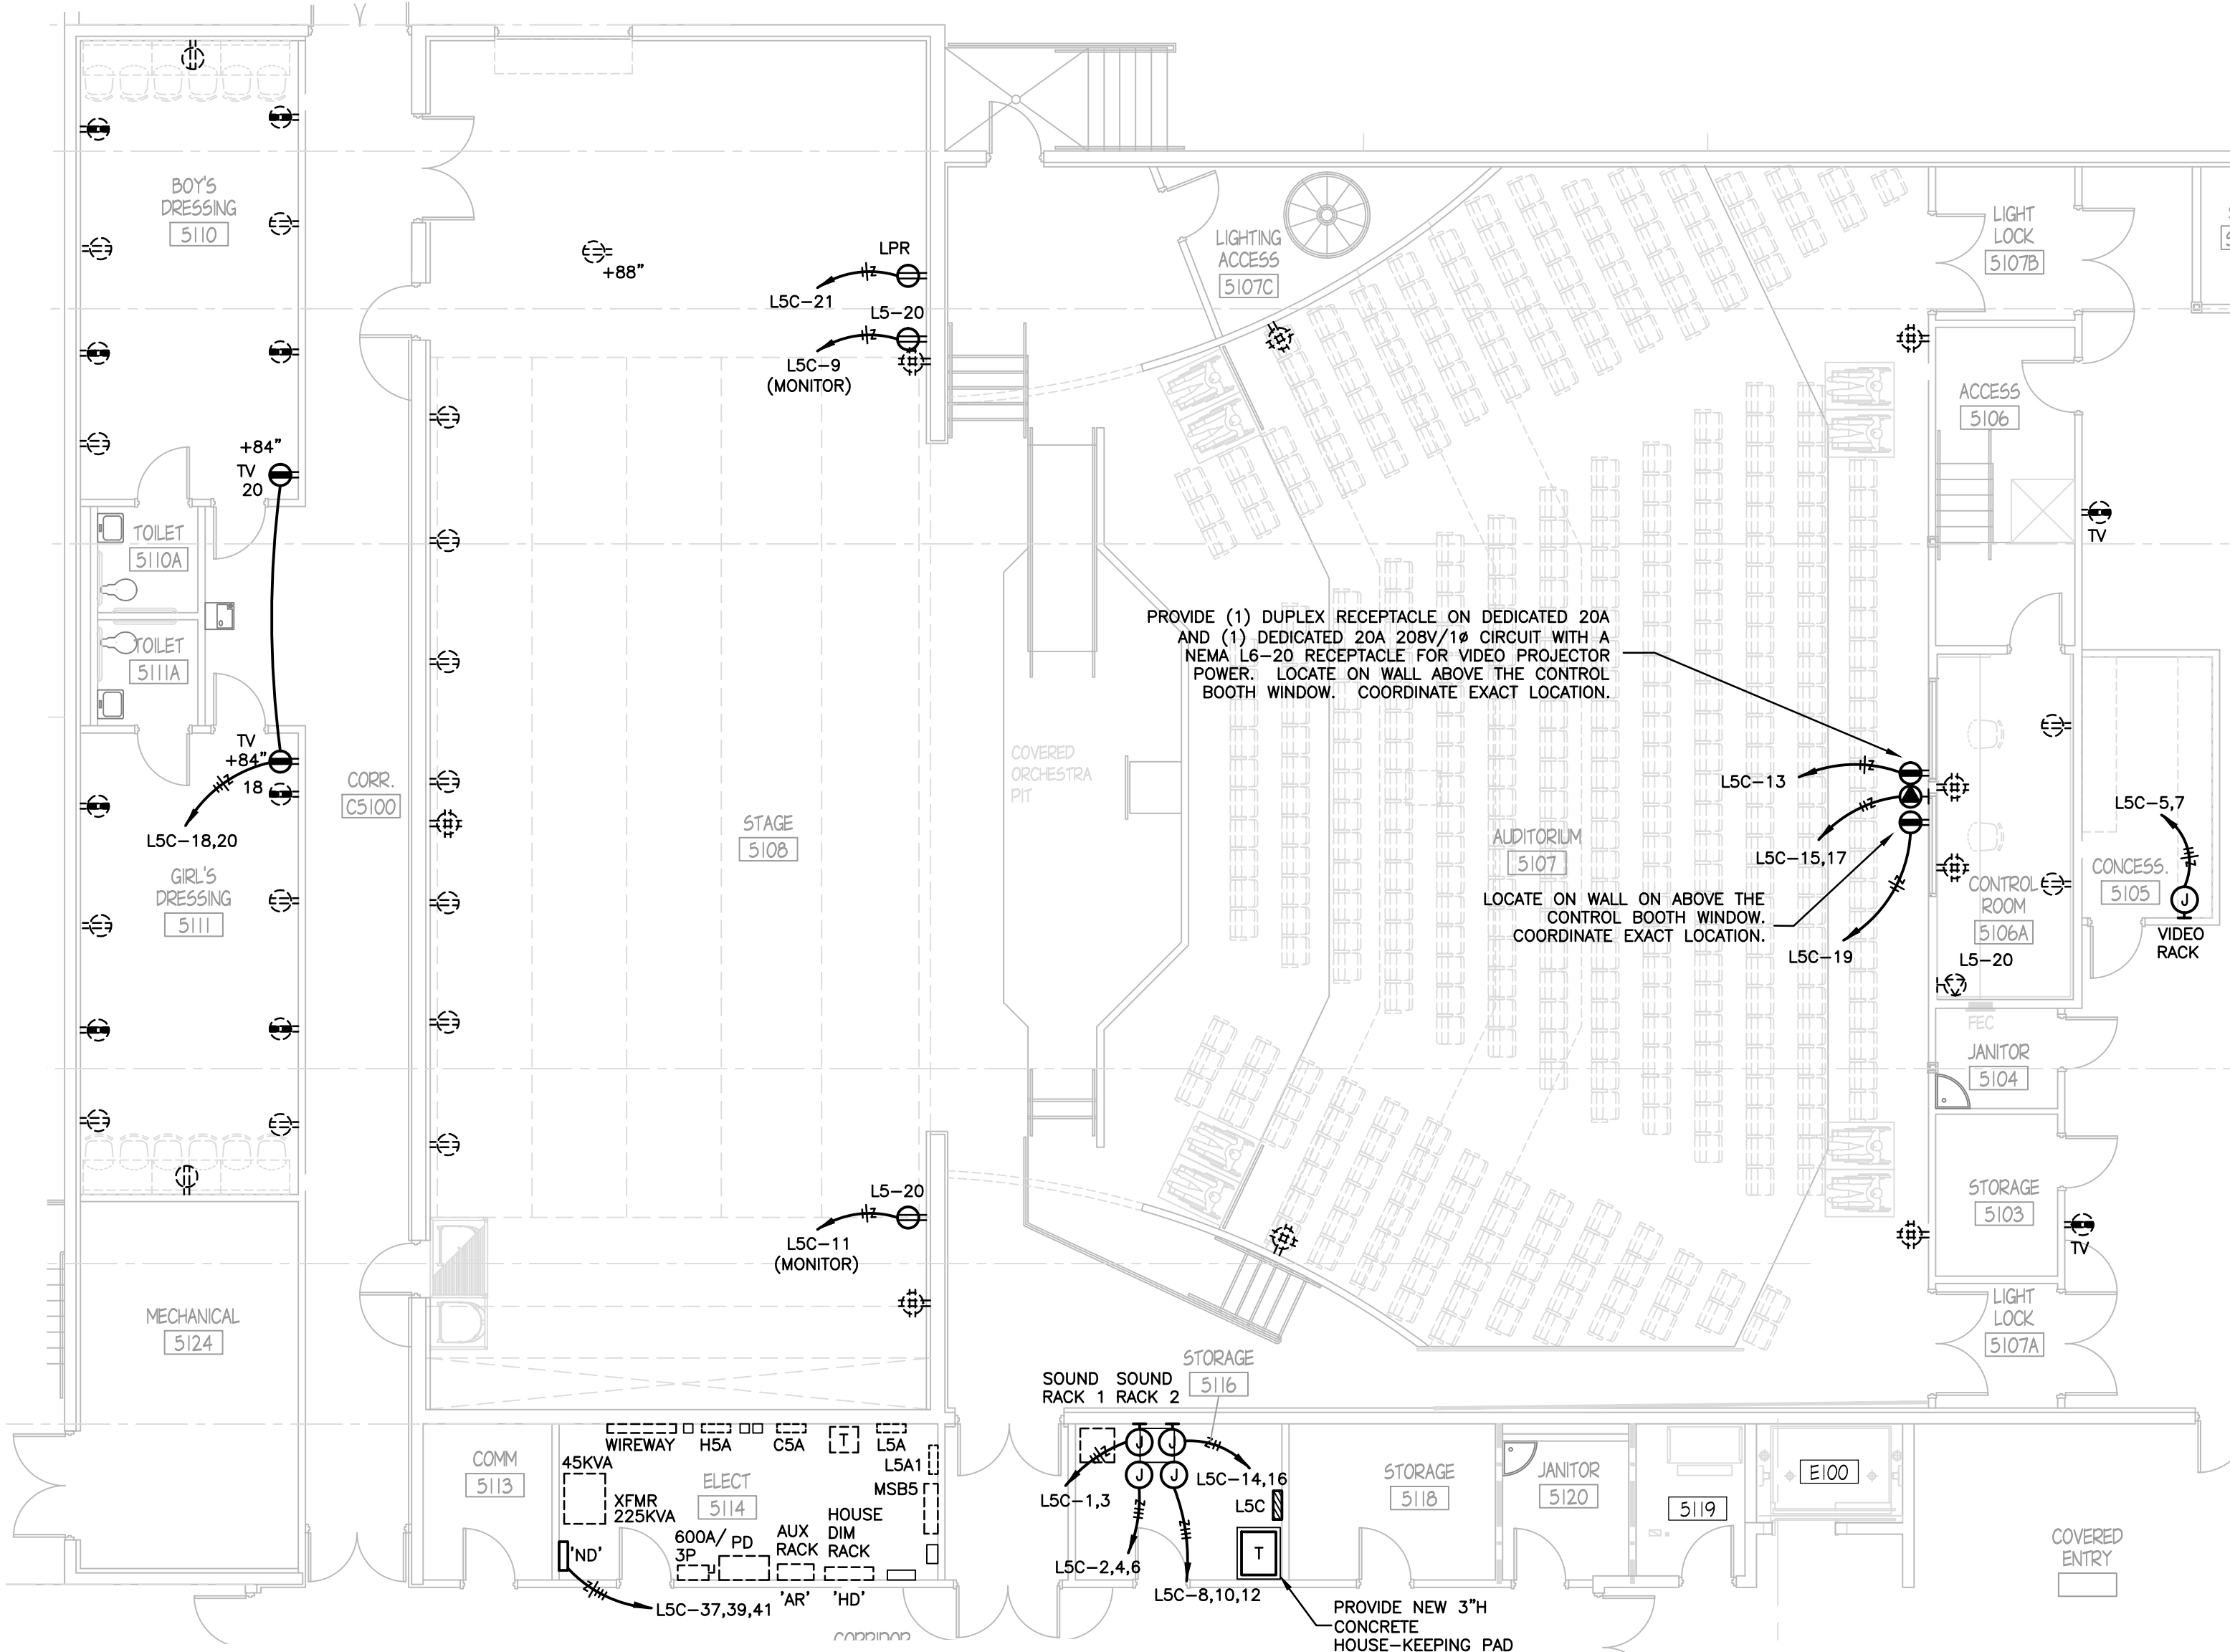 BOY'S
DRESSING
5110
+88"
LPR
L5C-21
L5-20
L5C-9
(MONITOR)
LIGHTING
ACCESS
5107C
LIGHT
LOCK
5107B
ACCESS
5106
TV
+84"
TV
20
TOILET
5110A
TOILET
5111A
TV
+84"
18
L5C-18,20
GIRL'S
DRESSING
5111
CORR.
C5100
STAGE
5108
COVERED
ORCHESTRA
PIT
PROVIDE (1) DUPLEX RECEPTACLE ON DEDICATED 20A
AND (1) DEDICATED 20A 208V/1ø CIRCUIT WITH A
NEMA L6-20 RECEPTACLE FOR VIDEO PROJECTOR
POWER. LOCATE ON WALL ABOVE THE CONTROL
BOOTH WINDOW. COORDINATE EXACT LOCATION.
L5C-13
L5C-15,17
AUDITORIUM
5107
LOCATE ON WALL ON ABOVE THE
CONTROL BOOTH WINDOW.
COORDINATE EXACT LOCATION.
L5C-19
CONTROL
ROOM
5106A
L5-20
L5C-5,7
CONCESS.
5105
J
VIDEO
RACK
FEC
JANITOR
5104
STORAGE
5103
TV
LIGHT
LOCK
5107A
L5-20
L5C-11
(MONITOR)
MECHANICAL
5124
SOUND SOUND
RACK 1 RACK 2
STORAGE
5116
J J
J J
L5C-1,3
L5C-14,16
L5C
L5C-2,4,6
L5C-8,10,12
T
PROVIDE NEW 3"H
CONCRETE
HOUSE-KEEPING PAD
COMM
5113
WIREWAY
H5A
C5A
T
L5A
L5A1
MSB5
45KVA
XFMR
225KVA
ELECT
5114
600A/
3P
PD
AUX
RACK
HOUSE
DIM
RACK
'ND'
'AR'
'HD'
L5C-37,39,41
CORRIDOR
STORAGE
5118
JANITOR
5120
5119
E100
COVERED
ENTRY